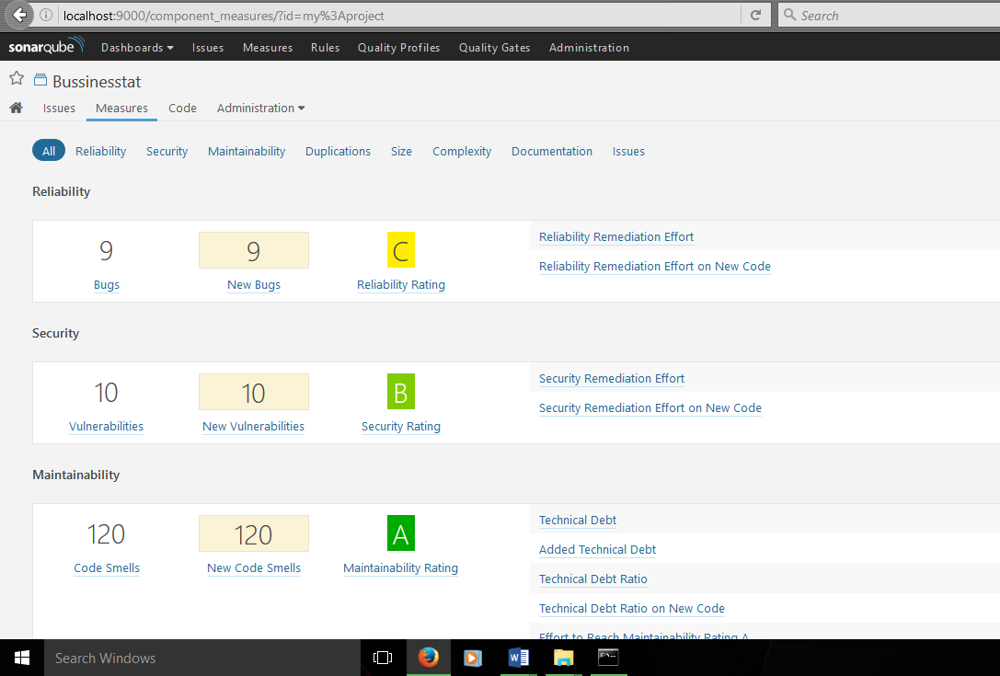 localhost:9000/component_measures/?id=my%3Aproject
Search
sonarqube Dashboards Issues Measures Rules Quality Profiles Quality Gates Administration
Bussinesstat
Issues Measures Code Administration
All Reliability Security Maintainability Duplications Size Complexity Documentation Issues
Reliability
9 9 C
Bugs New Bugs Reliability Rating
Reliability Remediation Effort
Reliability Remediation Effort on New Code
Security
10 10 B
Vulnerabilities New Vulnerabilities Security Rating
Security Remediation Effort
Security Remediation Effort on New Code
Maintainability
120 120 A
Code Smells New Code Smells Maintainability Rating
Technical Debt
Added Technical Debt
Technical Debt Ratio
Technical Debt Ratio on New Code
Effort to Reach Maintainability Rating A
Search Windows